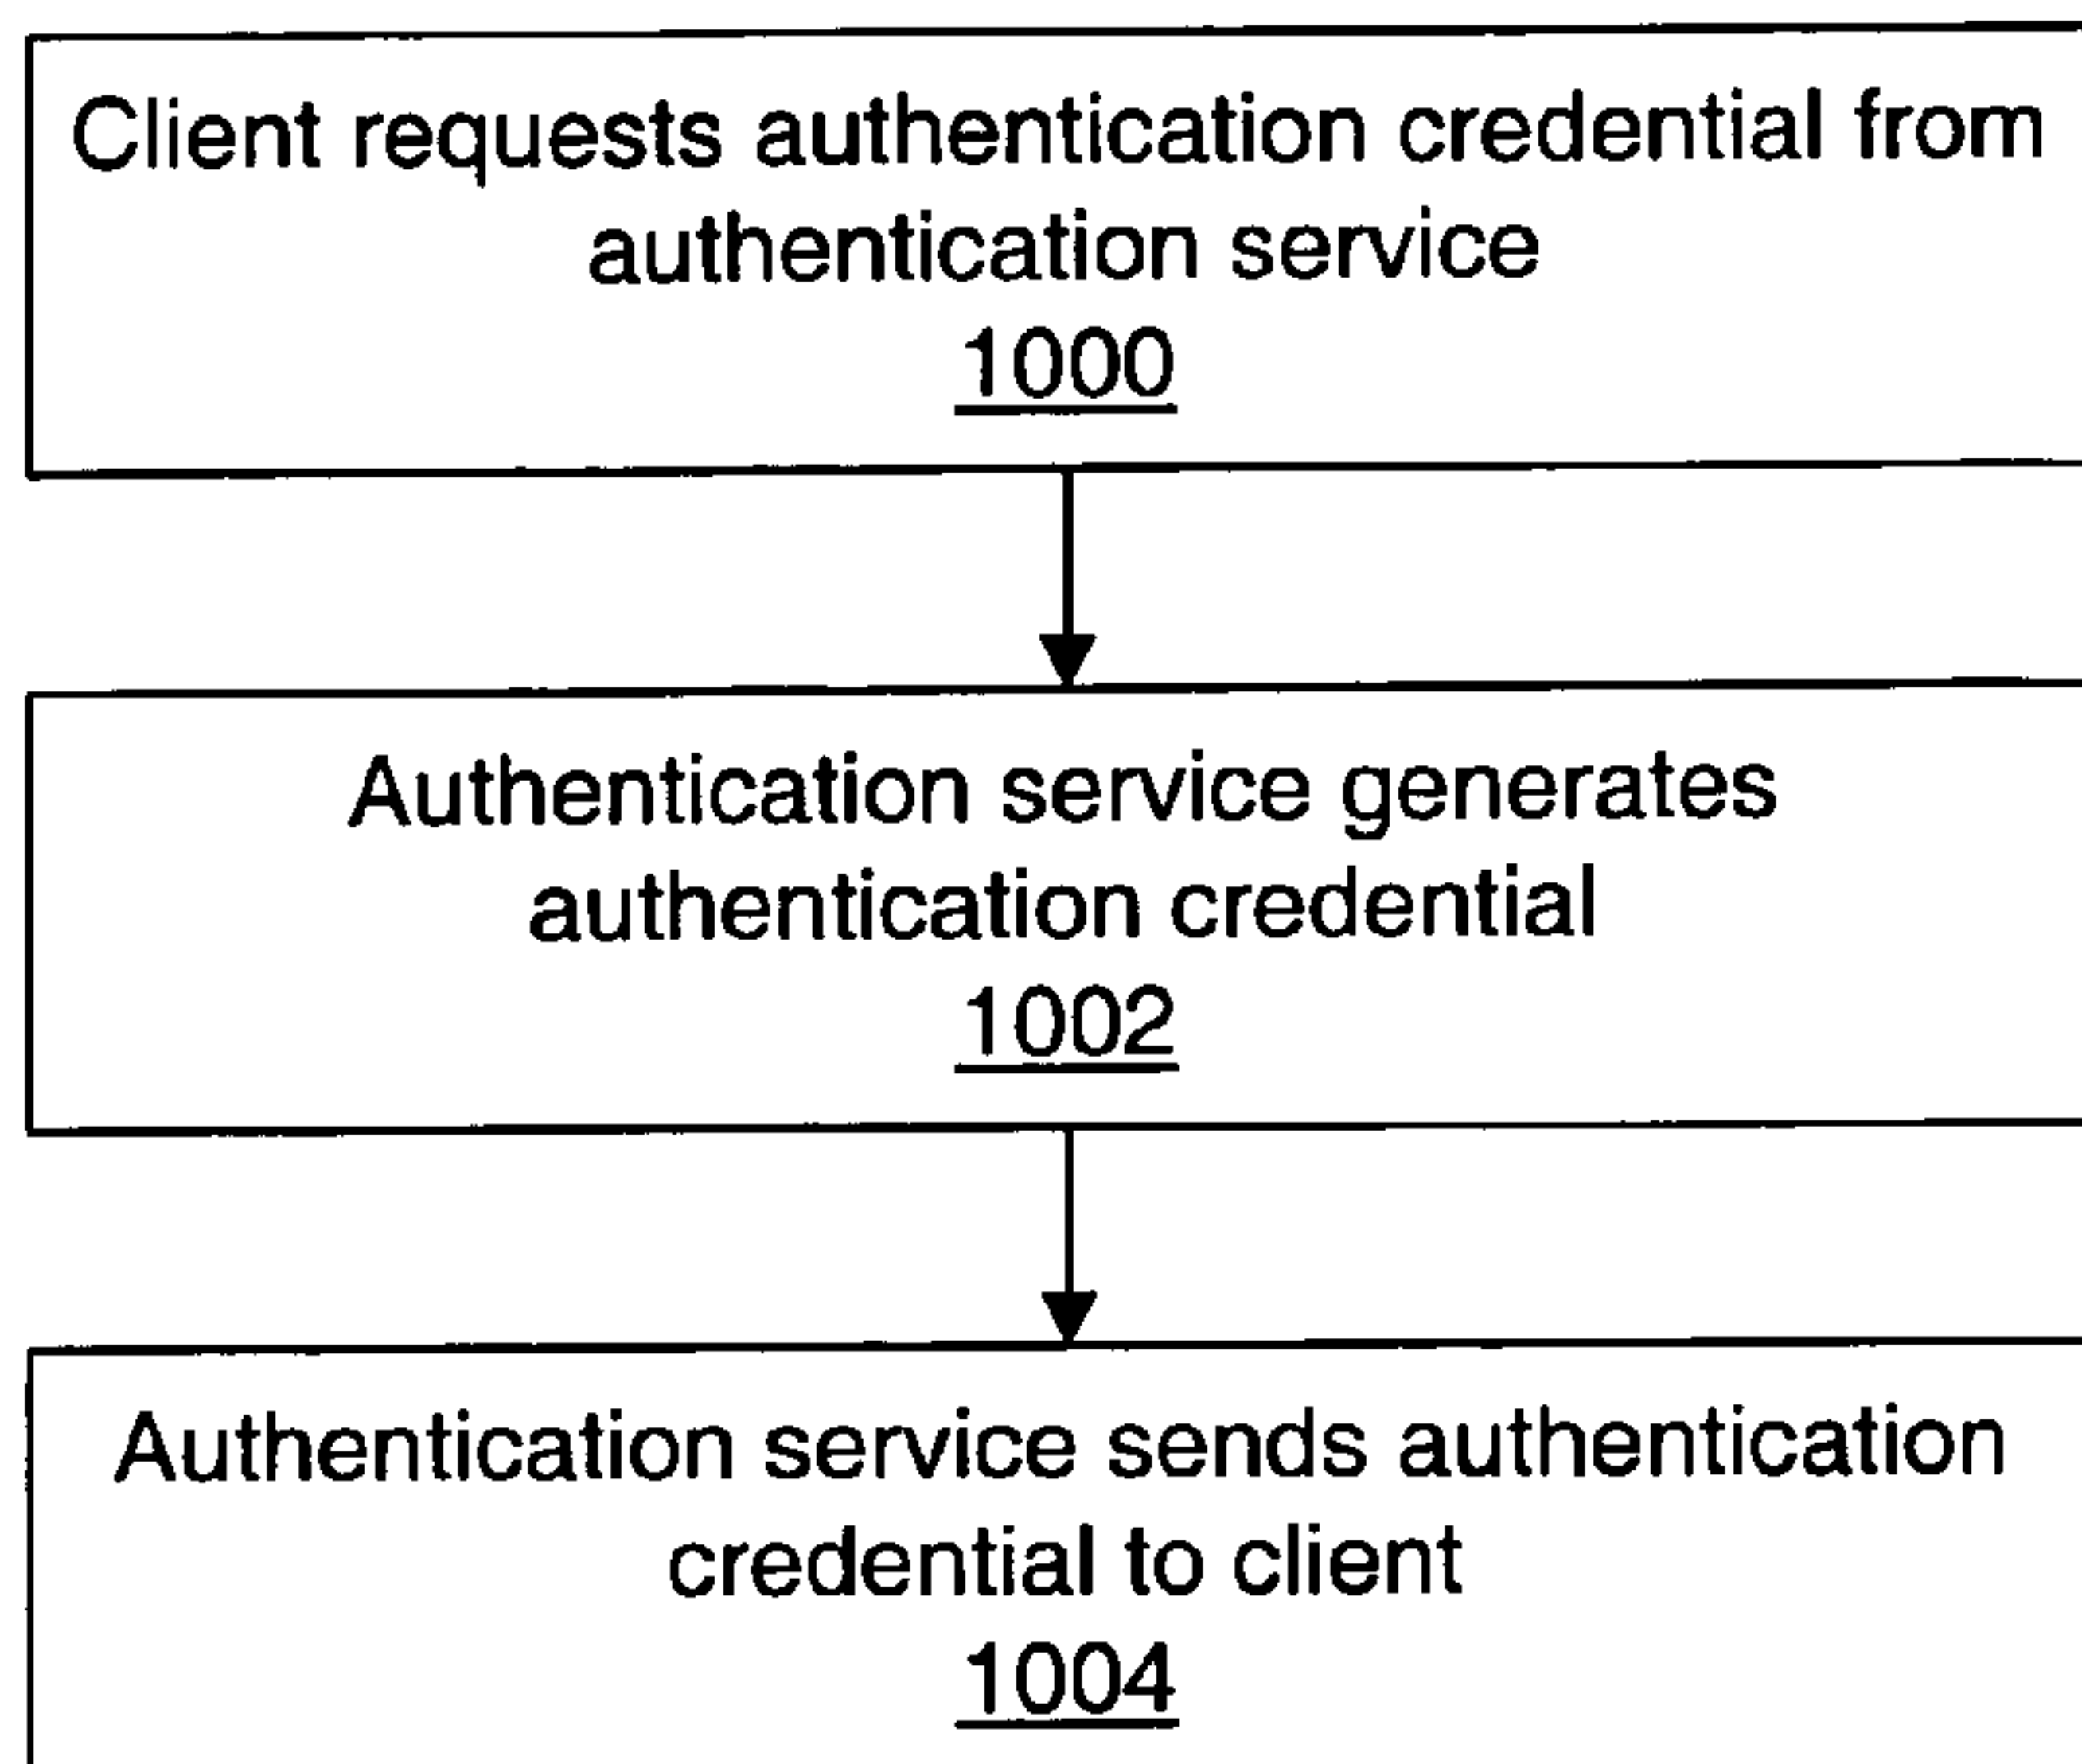 Client requests authentication credential from
authentication service
1000
Authentication service generates
authentication credential
1002
Authentication service sends authentication
credential to client
1004